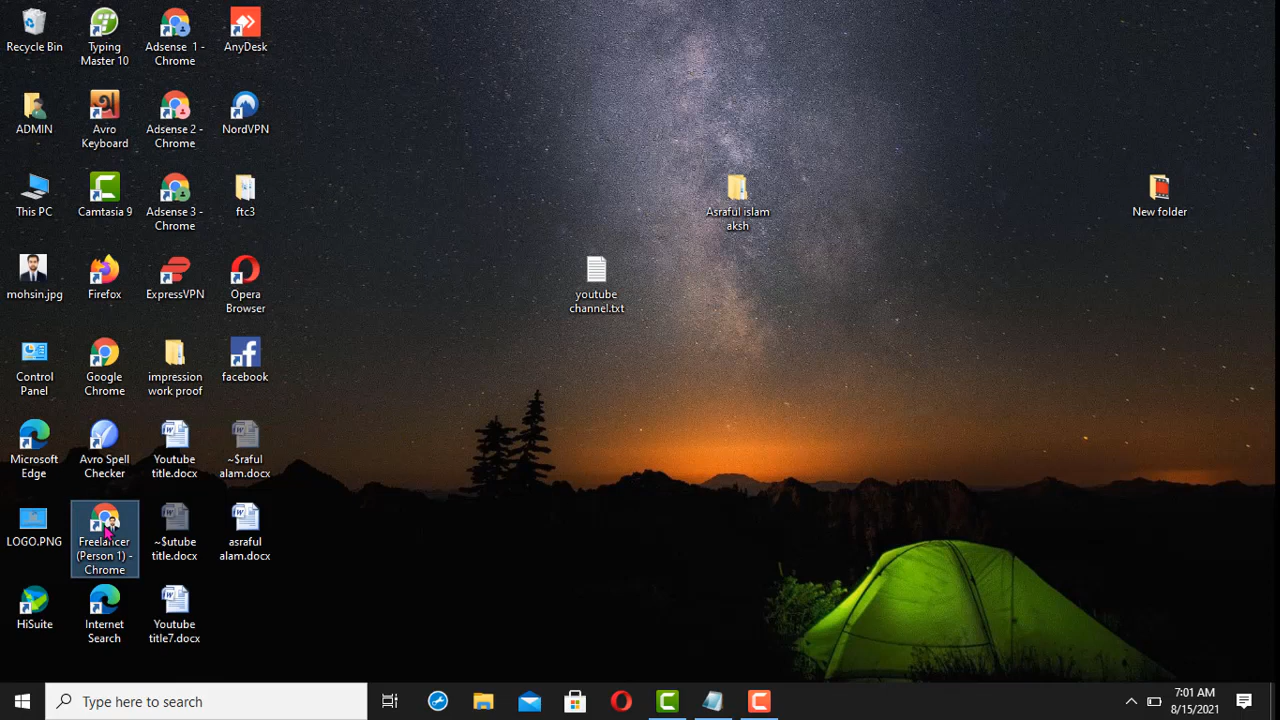 Recycle Bin
Typing
Master 10
Adsense 1 -
Chrome
AnyDesk
ADMIN
Avro
Keyboard
Adsense 2 -
Chrome
NordVPN
This PC
Camtasia 9
Adsense 3 -
Chrome
ftc3
Asraful islam
aksh
New folder
mohsin.jpg
Firefox
ExpressVPN
Opera
Browser
youtube
channel.txt
Control
Panel
Google
Chrome
impression
work proof
facebook
Microsoft
Edge
Avro Spell
Checker
Youtube
title.docx
~$raful
alam.docx
LOGO.PNG
Freelancer
(Person 1) -
Chrome
~$utube
title.docx
asraful
alam.docx
HiSuite
Internet
Search
Youtube
title7.docx
Type here to search
7:01 AM
8/15/2021